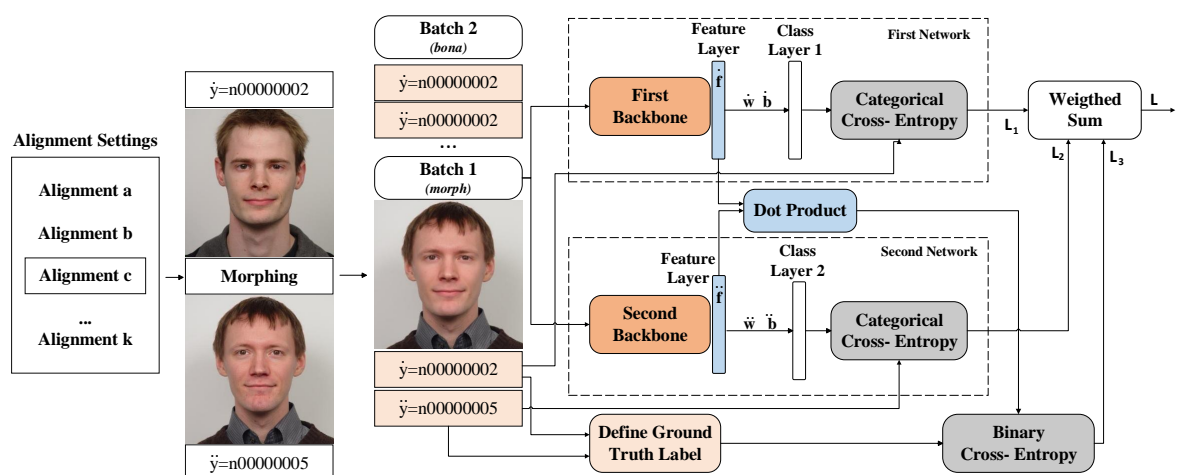 Alignment Settings
Alignment a
Alignment b
Alignment c
...
Alignment k
ẏ=n00000002
Morphing
ÿ=n00000005
Batch 2
(bona)
ẏ=n00000002
ÿ=n00000002
...
Batch 1
(morph)
ẏ=n00000002
ÿ=n00000005
First Network
Feature
Layer
Class
Layer 1
First
Backbone
ḟ
ẇ ḃ
Categorical
Cross- Entropy
L₁
Weigthed
Sum
L
L₂
L₃
Dot Product
Second Network
Feature
Layer
Class
Layer 2
Second
Backbone
f̈
ẅ b̈
Categorical
Cross- Entropy
Define Ground
Truth Label
Binary
Cross- Entropy